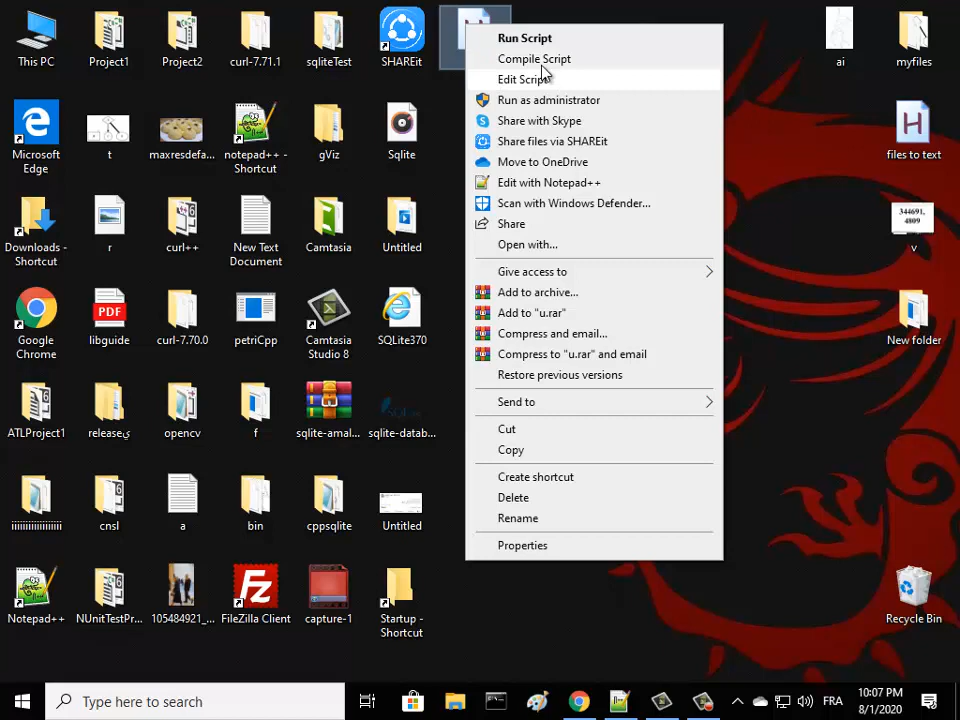 This PC
Project1
Project2
curl-7.71.1
sqliteTest
SHAREit
ai
myfiles
Run Script
Compile Script
Edit Script
Run as administrator
Share with Skype
Share files via SHAREit
Move to OneDrive
Edit with Notepad++
Scan with Windows Defender...
Share
Open with...
Give access to
Add to archive...
Add to "u.rar"
Compress and email...
Compress to "u.rar" and email
Restore previous versions
Send to
Cut
Copy
Create shortcut
Delete
Rename
Properties
Microsoft
Edge
t
maxresdefa...
notepad++ -
Shortcut
gViz
Sqlite
H
files to text
Downloads -
Shortcut
r
curl++
New Text
Document
Camtasia
Untitled
344691,
4809
v
Google
Chrome
PDF
libguide
curl-7.70.0
petriCpp
Camtasia
Studio 8
SQLite370
New folder
ATLProject1
releaseي
opencv
f
sqlite-amal...
sqlite-datab...
iiiiiiiiiiiiiiiiii
cnsl
a
bin
cppsqlite
Untitled
Notepad++
NUnitTestPr...
105484921_...
FileZilla Client
capture-1
Startup -
Shortcut
Recycle Bin
Type here to search
FRA
10:07 PM
8/1/2020